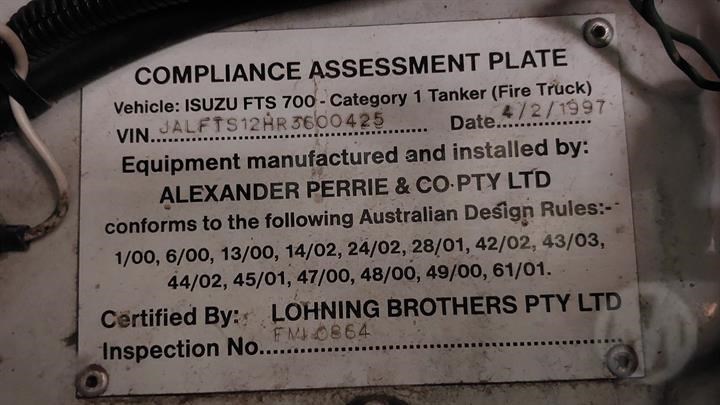 COMPLIANCE ASSESSMENT PLATE
Vehicle: ISUZU FTS 700 - Category 1 Tanker (Fire Truck)
VIN JALFTS12HR3600425 Date 4/2/1997
Equipment manufactured and installed by:
ALEXANDER PERRIE & CO. PTY LTD
conforms to the following Australian Design Rules:-
1/00, 6/00, 13/00, 14/02, 24/02, 28/01, 42/02, 43/03,
44/02, 45/01, 47/00, 48/00, 49/00, 61/01.
Certified By: LOHNING BROTHERS PTY LTD
Inspection No. 0864